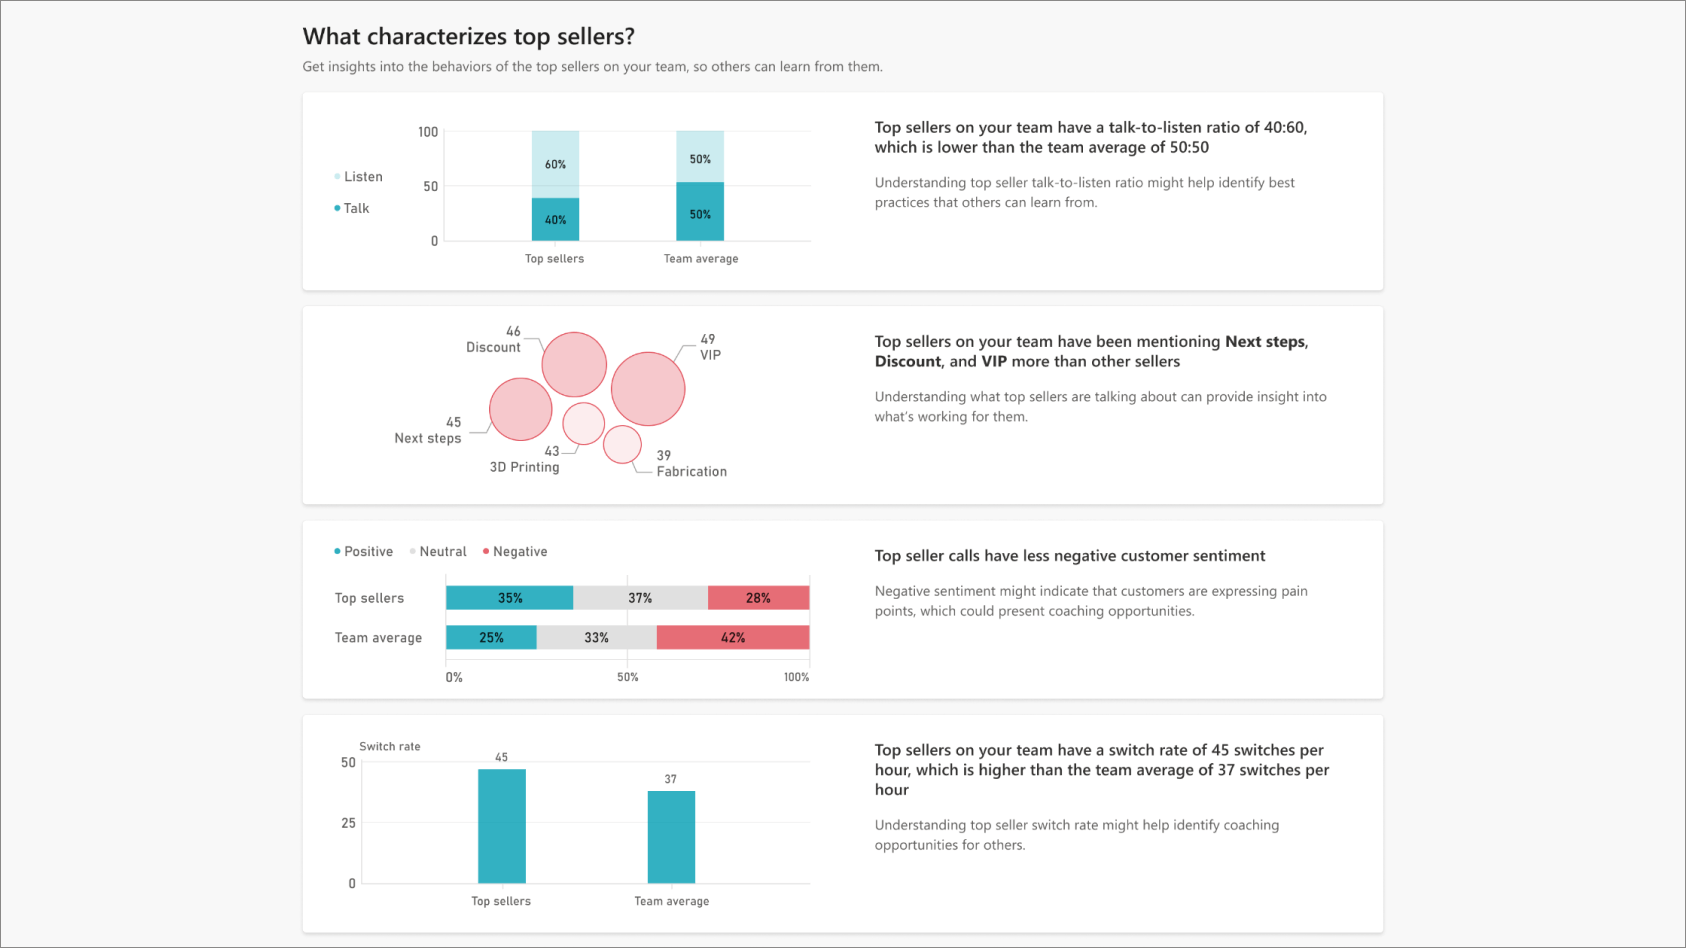 What characterizes top sellers?
Get insights into the behaviors of the top sellers on your team, so others can learn from them.
Listen
Talk
100
50
0
60%
40%
50%
50%
Top sellers
Team average
Top sellers on your team have a talk-to-listen ratio of 40:60,
which is lower than the team average of 50:50
Understanding top seller talk-to-listen ratio might help identify best
practices that others can learn from.
46
Discount
49
VIP
45
Next steps
43
3D Printing
39
Fabrication
Top sellers on your team have been mentioning Next steps,
Discount, and VIP more than other sellers
Understanding what top sellers are talking about can provide insight into
what's working for them.
Positive Neutral Negative
Top sellers 35% 37% 28%
Team average 25% 33% 42%
0% 50% 100%
Top seller calls have less negative customer sentiment
Negative sentiment might indicate that customers are expressing pain
points, which could present coaching opportunities.
Switch rate
50
25
0
45
37
Top sellers
Team average
Top sellers on your team have a switch rate of 45 switches per
hour, which is higher than the team average of 37 switches per
hour
Understanding top seller switch rate might help identify coaching
opportunities for others.